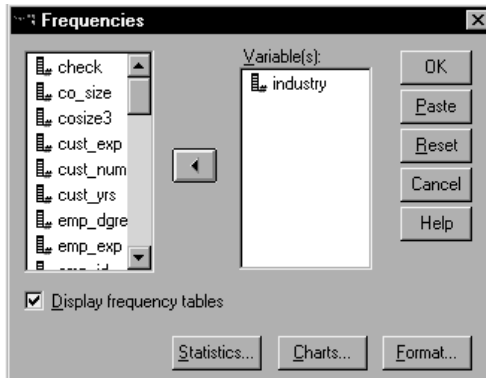 Frequencies
check
co_size
cosize3
cust_exp
cust_num
cust_yrs
emp_dgre
emp_exp
Variable(s):
industry
OK
Paste
Reset
Cancel
Help
Display frequency tables
Statistics...
Charts...
Format...